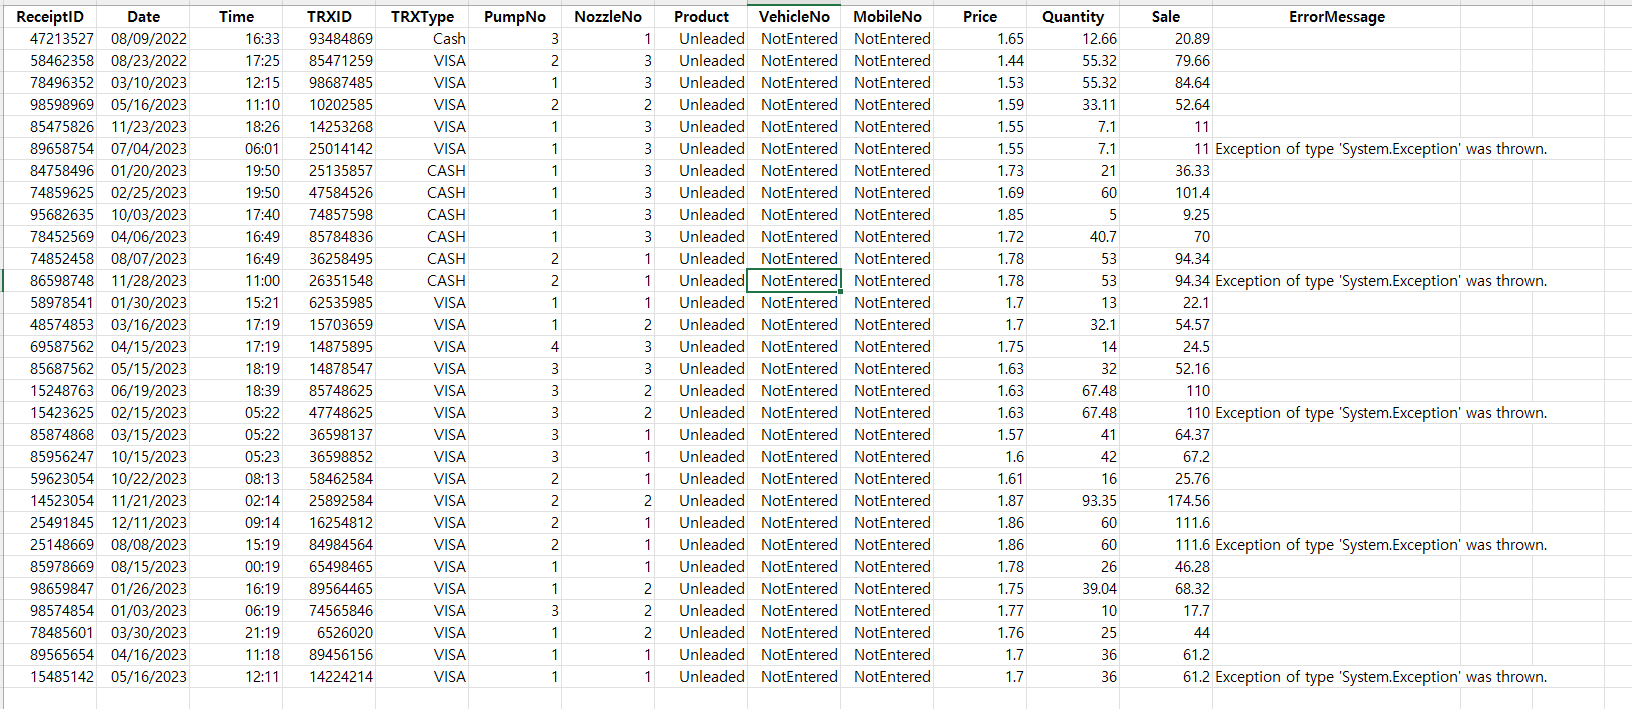 ReceiptID Date Time TRXID TRXType PumpNo NozzleNo Product VehicleNo MobileNo Price Quantity Sale ErrorMessage
47213527 08/09/2022 16:33 93484869 Cash 3 1 Unleaded NotEntered NotEntered 1.65 12.66 20.89
58462358 08/23/2022 17:25 85471259 VISA 2 3 Unleaded NotEntered NotEntered 1.44 55.32 79.66
78496352 03/10/2023 12:15 98687485 VISA 1 3 Unleaded NotEntered NotEntered 1.53 55.32 84.64
98598969 05/16/2023 11:10 10202585 VISA 2 2 Unleaded NotEntered NotEntered 1.59 33.11 52.64
85475826 11/23/2023 18:26 14253268 VISA 1 3 Unleaded NotEntered NotEntered 1.55 7.1 11
89658754 07/04/2023 06:01 25014142 VISA 1 3 Unleaded NotEntered NotEntered 1.55 7.1 11 Exception of type 'System.Exception' was thrown.
84758496 01/20/2023 19:50 25135857 CASH 1 3 Unleaded NotEntered NotEntered 1.73 21 36.33
74859625 02/25/2023 19:50 47584526 CASH 1 3 Unleaded NotEntered NotEntered 1.69 60 101.4
95682635 10/03/2023 17:40 74857598 CASH 1 3 Unleaded NotEntered NotEntered 1.85 5 9.25
78452569 04/06/2023 16:49 85784836 CASH 1 3 Unleaded NotEntered NotEntered 1.72 40.7 70
74852458 08/07/2023 16:49 36258495 CASH 2 1 Unleaded NotEntered NotEntered 1.78 53 94.34
86598748 11/28/2023 11:00 26351548 CASH 2 1 Unleaded NotEntered NotEntered 1.78 53 94.34 Exception of type 'System.Exception' was thrown.
58978541 01/30/2023 15:21 62535985 VISA 1 1 Unleaded NotEntered NotEntered 1.7 13 22.1
48574853 03/16/2023 17:19 15703659 VISA 1 2 Unleaded NotEntered NotEntered 1.7 32.1 54.57
69587562 04/15/2023 17:19 14875895 VISA 4 3 Unleaded NotEntered NotEntered 1.75 14 24.5
85687562 05/15/2023 18:19 14878547 VISA 3 3 Unleaded NotEntered NotEntered 1.63 32 52.16
15248763 06/19/2023 18:39 85748625 VISA 3 2 Unleaded NotEntered NotEntered 1.63 67.48 110
15423625 02/15/2023 05:22 47748625 VISA 3 2 Unleaded NotEntered NotEntered 1.63 67.48 110 Exception of type 'System.Exception' was thrown.
85874868 03/15/2023 05:22 36598137 VISA 3 1 Unleaded NotEntered NotEntered 1.57 41 64.37
85956247 10/15/2023 05:23 36598852 VISA 3 1 Unleaded NotEntered NotEntered 1.6 42 67.2
59623054 10/22/2023 08:13 58462584 VISA 2 1 Unleaded NotEntered NotEntered 1.61 16 25.76
14523054 11/21/2023 02:14 25892584 VISA 2 2 Unleaded NotEntered NotEntered 1.87 93.35 174.56
25491845 12/11/2023 09:14 16254812 VISA 2 1 Unleaded NotEntered NotEntered 1.86 60 111.6
25148669 08/08/2023 15:19 84984564 VISA 2 1 Unleaded NotEntered NotEntered 1.86 60 111.6 Exception of type 'System.Exception' was thrown.
85978669 08/15/2023 00:19 65498465 VISA 1 1 Unleaded NotEntered NotEntered 1.78 26 46.28
98659847 01/26/2023 16:19 89564465 VISA 1 2 Unleaded NotEntered NotEntered 1.75 39.04 68.32
98574854 01/03/2023 06:19 74565846 VISA 3 2 Unleaded NotEntered NotEntered 1.77 10 17.7
78485601 03/30/2023 21:19 6526020 VISA 1 2 Unleaded NotEntered NotEntered 1.76 25 44
89565654 04/16/2023 11:18 89456156 VISA 1 1 Unleaded NotEntered NotEntered 1.7 36 61.2
15485142 05/16/2023 12:11 14224214 VISA 1 1 Unleaded NotEntered NotEntered 1.7 36 61.2 Exception of type 'System.Exception' was thrown.